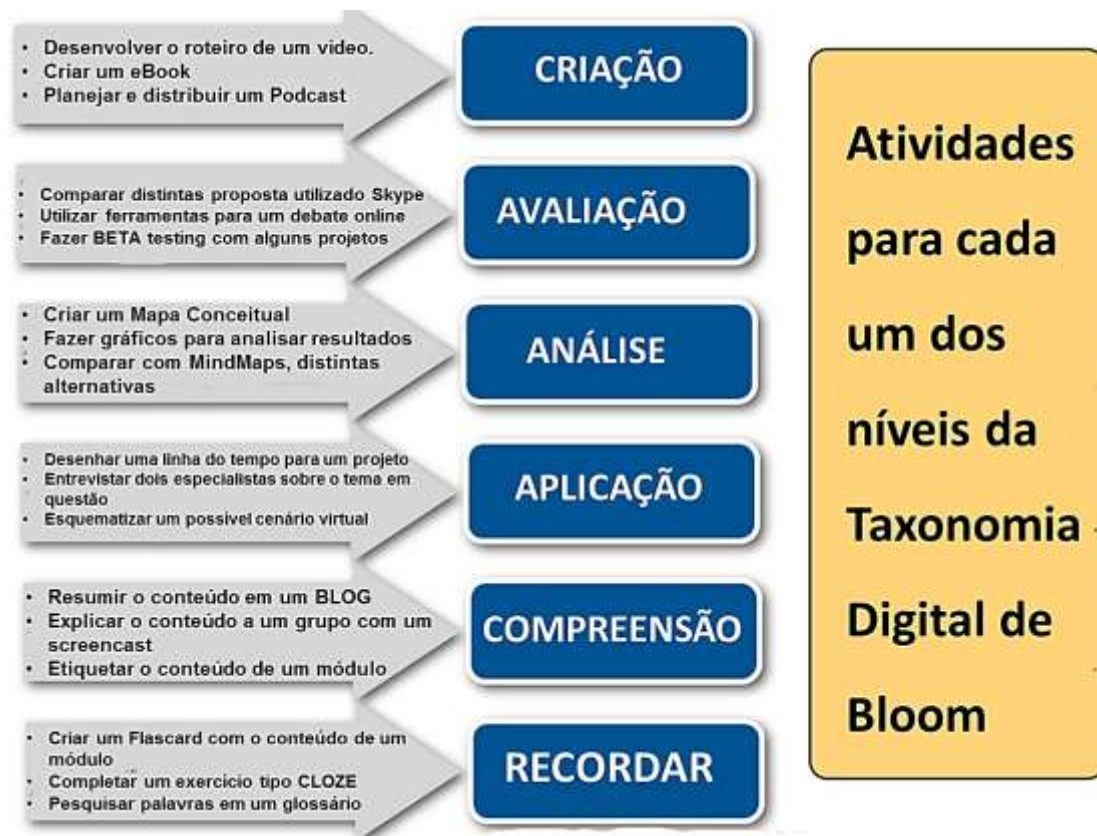 • Desenvolver o roteiro de um video.
• Criar um eBook
• Planejar e distribuir um Podcast
CRIAÇÃO
• Comparar distintas proposta utilizado Skype
• Utilizar ferramentas para um debate online
• Fazer BETA testing com alguns projetos
AVALIAÇÃO
• Criar um Mapa Conceitual
• Fazer gráficos para analisar resultados
• Comparar com MindMaps, distintas
alternativas
ANÁLISE
• Desenhar uma linha do tempo para um projeto
• Entrevistar dois especialistas sobre o tema em
questão
• Esquematizar um possivel cenário virtual
APLICAÇÃO
• Resumir o conteúdo em um BLOG
• Explicar o conteúdo a um grupo com um
screencast
• Etiquetar o conteúdo de um módulo
COMPREENSÃO
• Criar um Flascard com o conteúdo de um
módulo
• Completar um exercicio tipo CLOZE
• Pesquisar palavras em um glossário
RECORDAR
Atividades
para cada
um dos
níveis da
Taxonomia
Digital de
Bloom